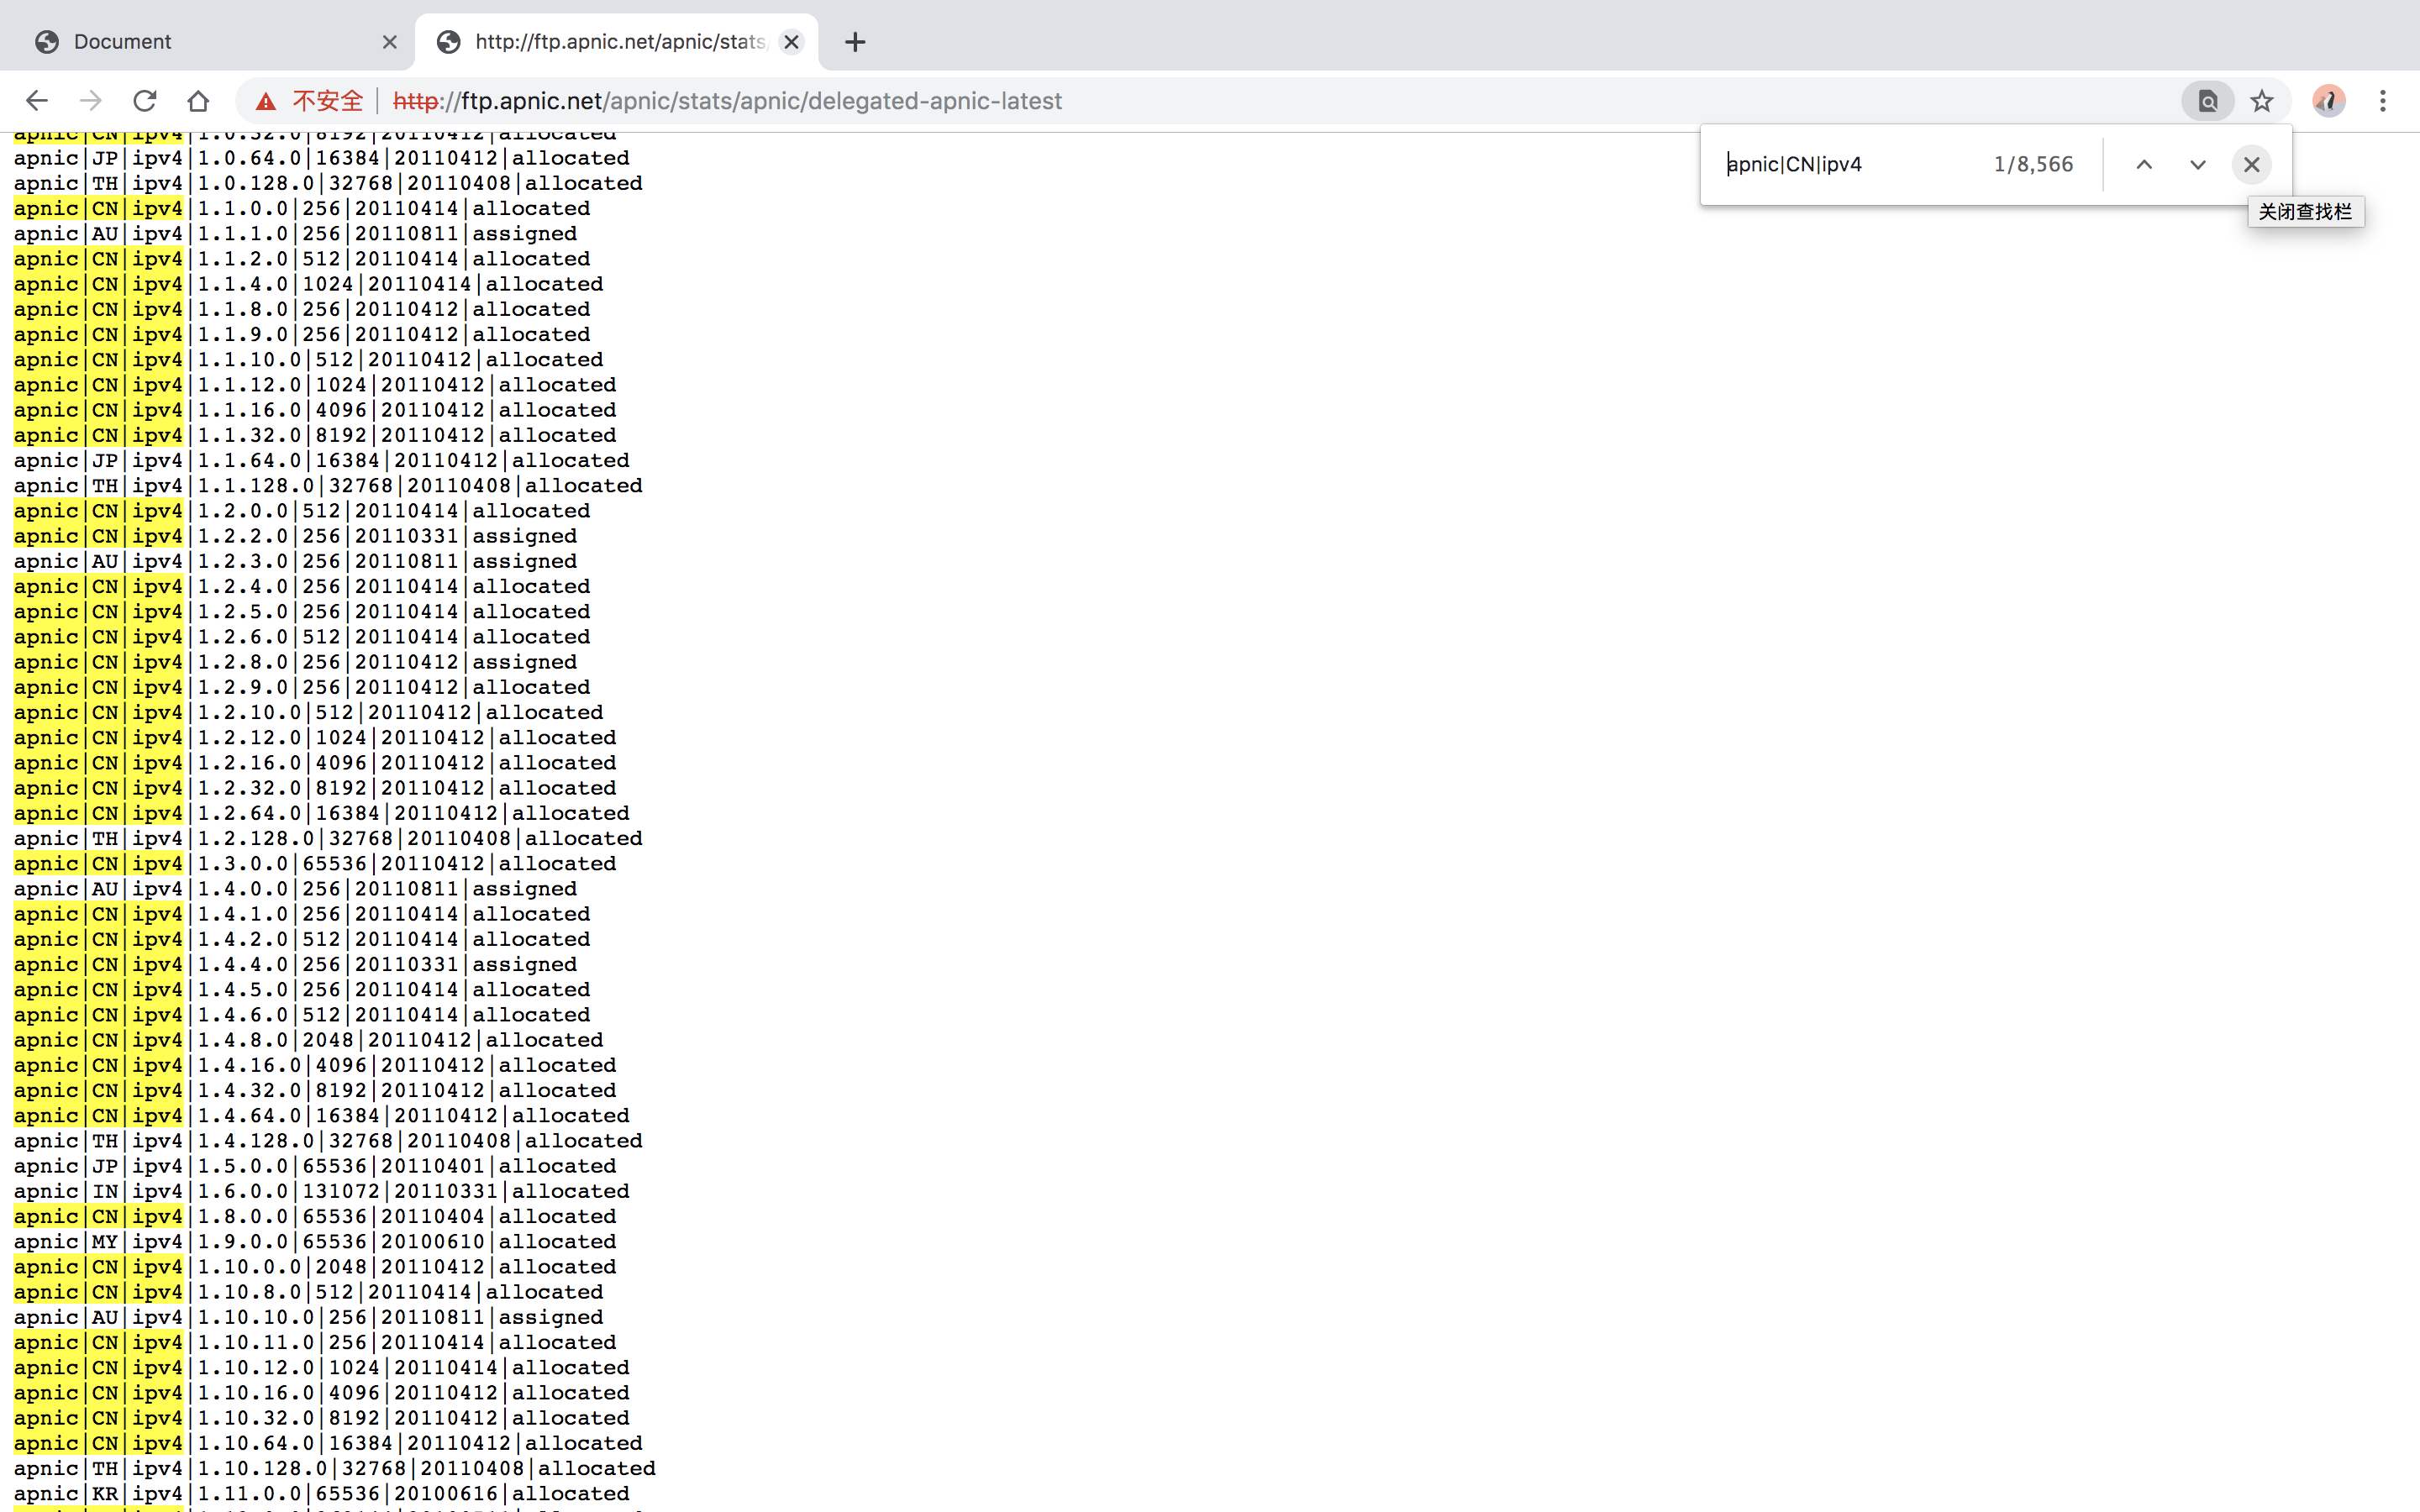 Document
http://ftp.apnic.net/apnic/stats/
不安全 http://ftp.apnic.net/apnic/stats/apnic/delegated-apnic-latest
apnic|CN|ipv4 1/8,566
关闭查找栏
apnic|CN|ipv4|1.0.32.0|8192|20110412|allocated
apnic|JP|ipv4|1.0.64.0|16384|20110412|allocated
apnic|TH|ipv4|1.0.128.0|32768|20110408|allocated
apnic|CN|ipv4|1.1.0.0|256|20110414|allocated
apnic|AU|ipv4|1.1.1.0|256|20110811|assigned
apnic|CN|ipv4|1.1.2.0|512|20110414|allocated
apnic|CN|ipv4|1.1.4.0|1024|20110414|allocated
apnic|CN|ipv4|1.1.8.0|256|20110412|allocated
apnic|CN|ipv4|1.1.9.0|256|20110412|allocated
apnic|CN|ipv4|1.1.10.0|512|20110412|allocated
apnic|CN|ipv4|1.1.12.0|1024|20110412|allocated
apnic|CN|ipv4|1.1.16.0|4096|20110412|allocated
apnic|CN|ipv4|1.1.32.0|8192|20110412|allocated
apnic|JP|ipv4|1.1.64.0|16384|20110412|allocated
apnic|TH|ipv4|1.1.128.0|32768|20110408|allocated
apnic|CN|ipv4|1.2.0.0|512|20110414|allocated
apnic|CN|ipv4|1.2.2.0|256|20110331|assigned
apnic|AU|ipv4|1.2.3.0|256|20110811|assigned
apnic|CN|ipv4|1.2.4.0|256|20110414|allocated
apnic|CN|ipv4|1.2.5.0|256|20110414|allocated
apnic|CN|ipv4|1.2.6.0|512|20110414|allocated
apnic|CN|ipv4|1.2.8.0|256|20110412|assigned
apnic|CN|ipv4|1.2.9.0|256|20110412|allocated
apnic|CN|ipv4|1.2.10.0|512|20110412|allocated
apnic|CN|ipv4|1.2.12.0|1024|20110412|allocated
apnic|CN|ipv4|1.2.16.0|4096|20110412|allocated
apnic|CN|ipv4|1.2.32.0|8192|20110412|allocated
apnic|CN|ipv4|1.2.64.0|16384|20110412|allocated
apnic|TH|ipv4|1.2.128.0|32768|20110408|allocated
apnic|CN|ipv4|1.3.0.0|65536|20110412|allocated
apnic|AU|ipv4|1.4.0.0|256|20110811|assigned
apnic|CN|ipv4|1.4.1.0|256|20110414|allocated
apnic|CN|ipv4|1.4.2.0|512|20110414|allocated
apnic|CN|ipv4|1.4.4.0|256|20110331|assigned
apnic|CN|ipv4|1.4.5.0|256|20110414|allocated
apnic|CN|ipv4|1.4.6.0|512|20110414|allocated
apnic|CN|ipv4|1.4.8.0|2048|20110412|allocated
apnic|CN|ipv4|1.4.16.0|4096|20110412|allocated
apnic|CN|ipv4|1.4.32.0|8192|20110412|allocated
apnic|CN|ipv4|1.4.64.0|16384|20110412|allocated
apnic|TH|ipv4|1.4.128.0|32768|20110408|allocated
apnic|JP|ipv4|1.5.0.0|65536|20110401|allocated
apnic|IN|ipv4|1.6.0.0|131072|20110331|allocated
apnic|CN|ipv4|1.8.0.0|65536|20110404|allocated
apnic|MY|ipv4|1.9.0.0|65536|20100610|allocated
apnic|CN|ipv4|1.10.0.0|2048|20110412|allocated
apnic|CN|ipv4|1.10.8.0|512|20110414|allocated
apnic|AU|ipv4|1.10.10.0|256|20110811|assigned
apnic|CN|ipv4|1.10.11.0|256|20110414|allocated
apnic|CN|ipv4|1.10.12.0|1024|20110414|allocated
apnic|CN|ipv4|1.10.16.0|4096|20110412|allocated
apnic|CN|ipv4|1.10.32.0|8192|20110412|allocated
apnic|CN|ipv4|1.10.64.0|16384|20110412|allocated
apnic|TH|ipv4|1.10.128.0|32768|20110408|allocated
apnic|KR|ipv4|1.11.0.0|65536|20100616|allocated